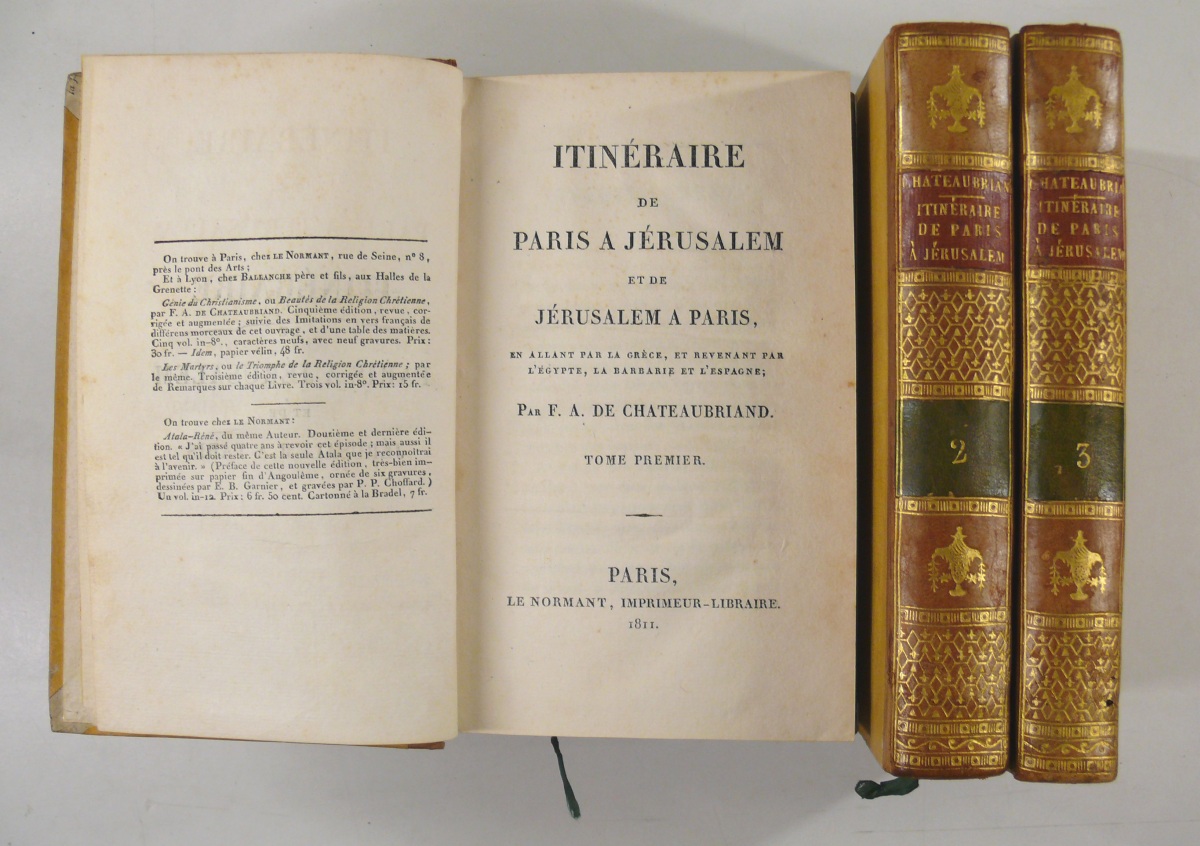 On trouve à Paris, chez LE NORMANT, rue de Seine, n° 8,
près le pont des Arts;
Et à Lyon, chez BALLANCHE père et fils, aux Halles de la
Grenette:
Génie du Christianisme, ou Beautés de la Religion Chrétienne,
par F. A. DE CHATEAUBRIAND. Cinquième édition, revue, cor-
rigée et augmentée; suivie des Imitations en vers français de
différens morceaux de cet ouvrage, et d'une table des matières.
Cinq vol. in-8°., caractères neufs, avec neuf gravures. Prix:
30 fr. — Idem, papier vélin, 48 fr.
Les Martyrs, ou le Triomphe de la Religion Chrétienne; par
le même. Troisième édition, revue, corrigée et augmentée
de Remarques sur chaque Livre. Trois vol. in-8°. Prix: 15 fr.
On trouve chez LE NORMANT:
Atala-Réné, du même Auteur. Douzième et dernière édi-
tion. « J'ai passé quatre ans à revoir cet épisode; mais aussi il
est tel qu'il doit rester. C'est la seule Atala que je reconnoîtrai
à l'avenir. » (Préface de cette nouvelle édition, très-bien im-
primée sur papier fin d'Angoulême, ornée de six gravures,
dessinées par E. B. Garnier, et gravées par P. P. Choffard.)
Un vol. in-12. Prix: 6 fr. 50 cent. Cartonné à la Bradel, 7 fr.
ITINÉRAIRE
DE
PARIS A JÉRUSALEM
ET DE
JÉRUSALEM A PARIS,
EN ALLANT PAR LA GRÈCE, ET REVENANT PAR
L'ÉGYPTE, LA BARBARIE ET L'ESPAGNE;
PAR F. A. DE CHATEAUBRIAND.
TOME PREMIER.
PARIS,
LE NORMANT, IMPRIMEUR-LIBRAIRE.
1811.
CHATEAUBRIAN
ITINÉRAIRE
DE PARIS
À JÉRUSALEM
2
CHATEAUBRIA
ITINÉRAIRE
DE PARIS
À JÉRUSALEM
3